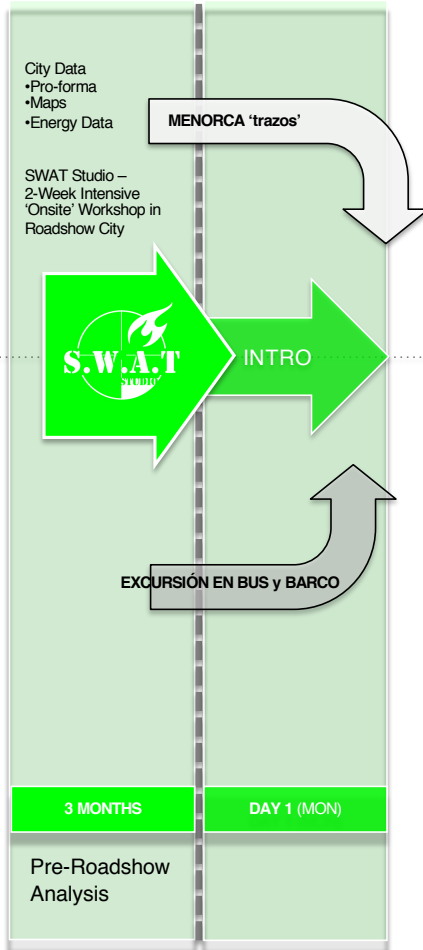 City Data
•Pro-forma
•Maps
•Energy Data
SWAT Studio –
2-Week Intensive
‘Onsite’ Workshop in
Roadshow City
MENORCA ‘trazos’
S.W.A.T
STUDIO
INTRO
EXCURSIÓN EN BUS y BARCO
3 MONTHS
DAY 1 (MON)
Pre-Roadshow
Analysis